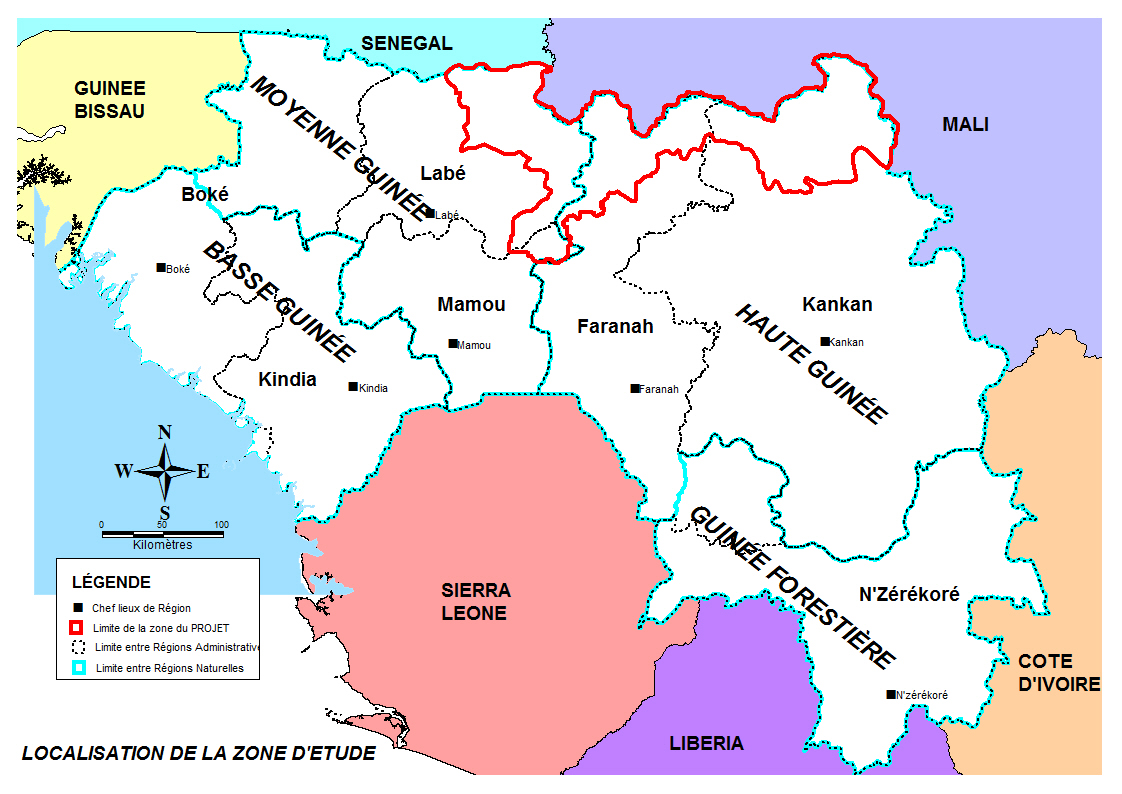 SENEGAL
GUINEE
BISSAU
MALI
MOYENNE GUINÉE
Labé
Labé
Boké
Boké
BASSE GUINÉE
Mamou
Mamou
Faranah
Faranah
Kankan
Kankan
HAUTE GUINÉE
Kindia
Kindia
N
W E
S
0 50 100
Kilomètres
GUINÉE FORESTIÈRE
LÉGENDE
Chef lieux de Région
Limite de la zone du PROJET
Limite entre Régions Administrative
Limite entre Régions Naturelles
SIERRA
LEONE
N'Zérékoré
N'zérékoré
COTE
D'IVOIRE
LIBERIA
LOCALISATION DE LA ZONE D'ETUDE